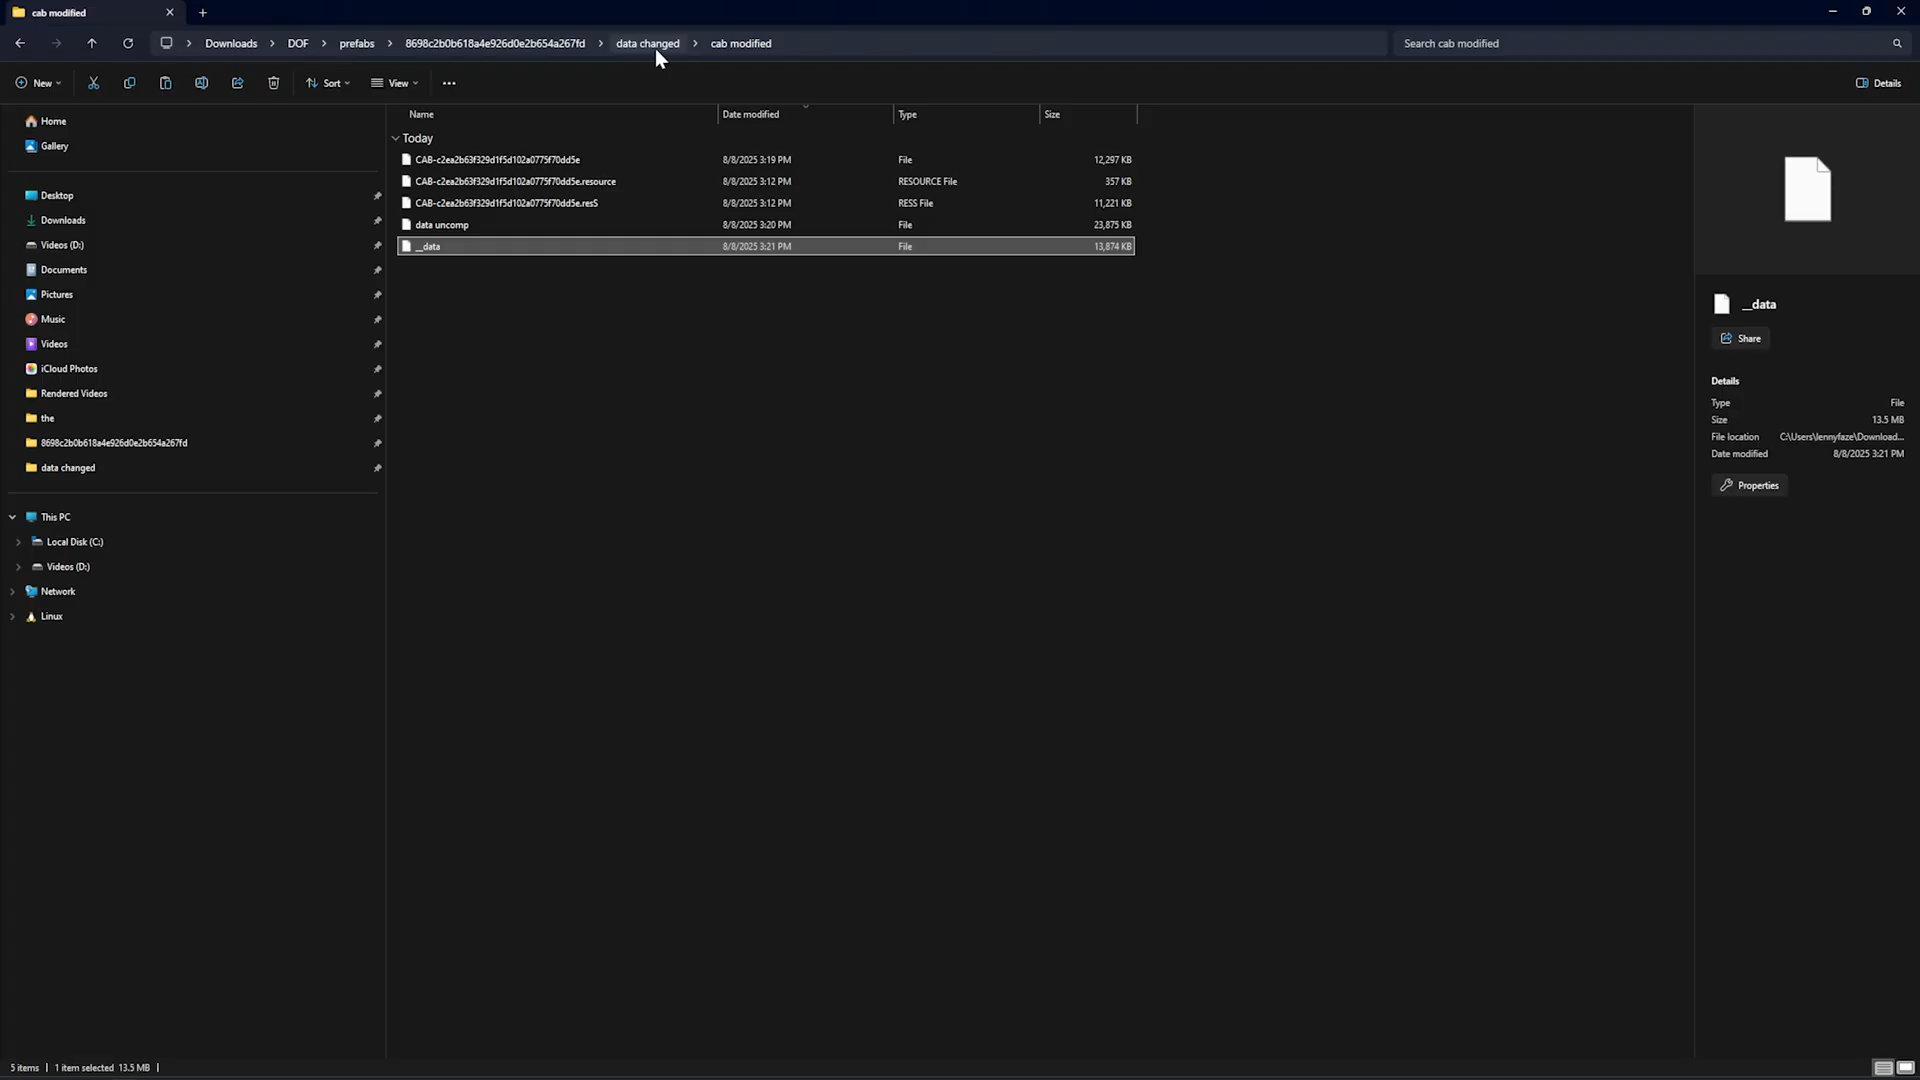 cab modified
Downloads > DOF > prefabs > 8698c2b0b618a4e926d0e2b654a267fd > data changed > cab modified
Search cab modified
New
Sort
View
Details
Home
Gallery
Desktop
Downloads
Videos (D:)
Documents
Pictures
Music
Videos
iCloud Photos
Rendered Videos
the
8698c2b0b618a4e926d0e2b654a267fd
data changed
This PC
Local Disk (C:)
Videos (D:)
Network
Linux
Name Date modified Type Size
Today
CAB-c2ea2b63f329d1f5d102a0775f70dd5e 8/8/2025 3:19 PM File 12,297 KB
CAB-c2ea2b63f329d1f5d102a0775f70dd5e.resource 8/8/2025 3:12 PM RESOURCE File 357 KB
CAB-c2ea2b63f329d1f5d102a0775f70dd5e.resS 8/8/2025 3:12 PM RESS File 11,221 KB
data uncomp 8/8/2025 3:20 PM File 23,875 KB
__data 8/8/2025 3:21 PM File 13,874 KB
__data
Share
Details
Type File
Size 13.5 MB
File location C:\Users\lennyfaze\Download...
Date modified 8/8/2025 3:21 PM
Properties
5 items | 1 item selected 13.5 MB |